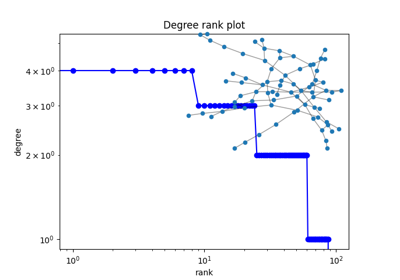 Degree rank plot
degree
4 × 10⁰
3 × 10⁰
2 × 10⁰
10⁰
10⁰
10¹
10²
rank